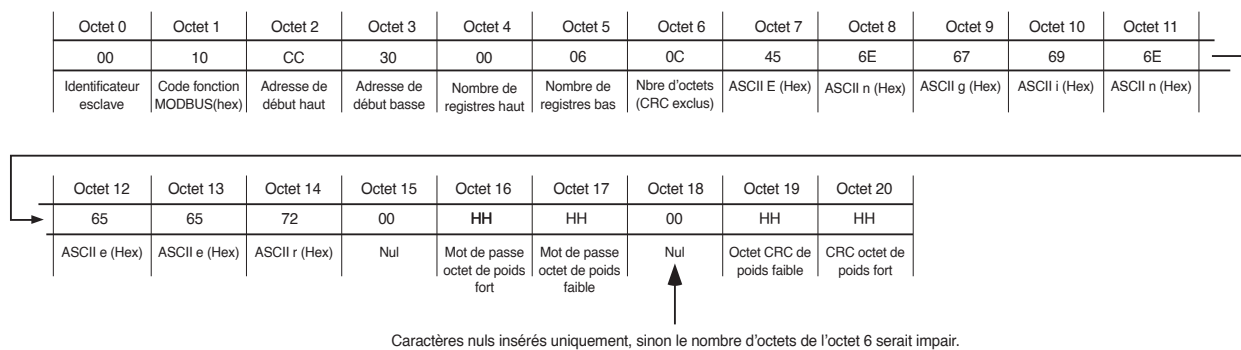 Octet 0 Octet 1 Octet 2 Octet 3 Octet 4 Octet 5 Octet 6 Octet 7 Octet 8 Octet 9 Octet 10 Octet 11
00 10 CC 30 00 06 0C 45 6E 67 69 6E
Identificateur esclave Code fonction MODBUS(hex) Adresse de début haut Adresse de début basse Nombre de registres haut Nombre de registres bas Nbre d'octets (CRC exclus) ASCII E (Hex) ASCII n (Hex) ASCII g (Hex) ASCII i (Hex) ASCII n (Hex)
Octet 12 Octet 13 Octet 14 Octet 15 Octet 16 Octet 17 Octet 18 Octet 19 Octet 20
65 65 72 00 HH HH 00 HH HH
ASCII e (Hex) ASCII e (Hex) ASCII r (Hex) Nul Mot de passe octet de poids fort Mot de passe octet de poids faible Nul Octet CRC de poids faible CRC octet de poids fort
Caractères nuls insérés uniquement, sinon le nombre d'octets de l'octet 6 serait impair.